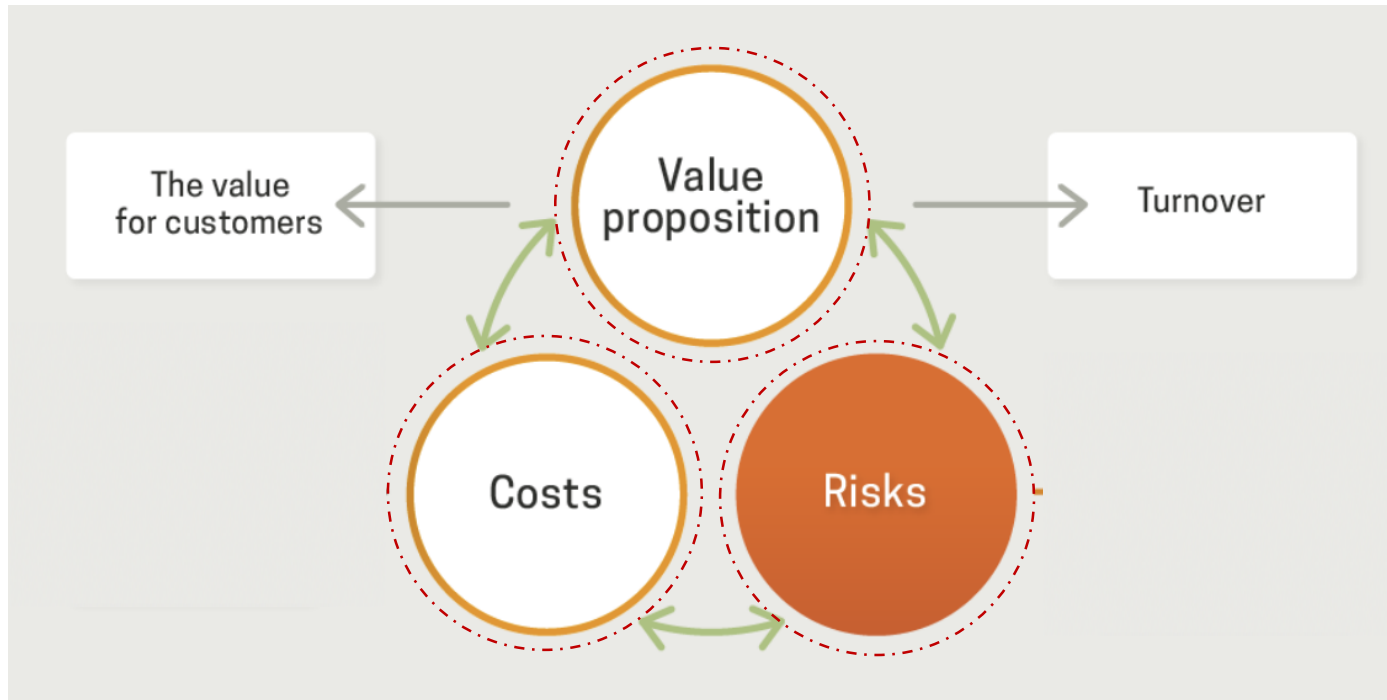 Value
proposition
The value
for customers
Turnover
Costs
Risks